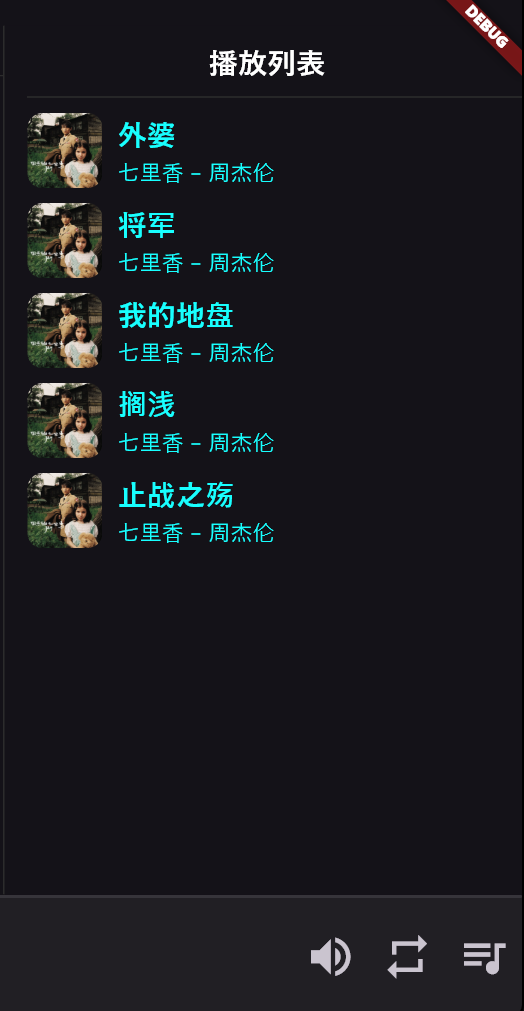 DEBUG
播放列表
外婆
七里香 – 周杰伦
将军
七里香 – 周杰伦
我的地盘
七里香 – 周杰伦
搁浅
七里香 – 周杰伦
止战之殇
七里香 – 周杰伦